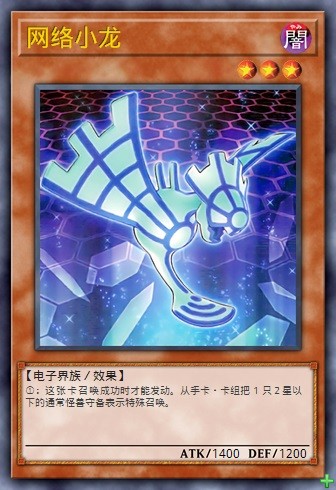 网络小龙
闇
【电子界族/效果】
①：这张卡召唤成功时才能发动。从手卡·卡组把1只2星以
下的通常怪兽守备表示特殊召唤。
ATK/1400 DEF/1200